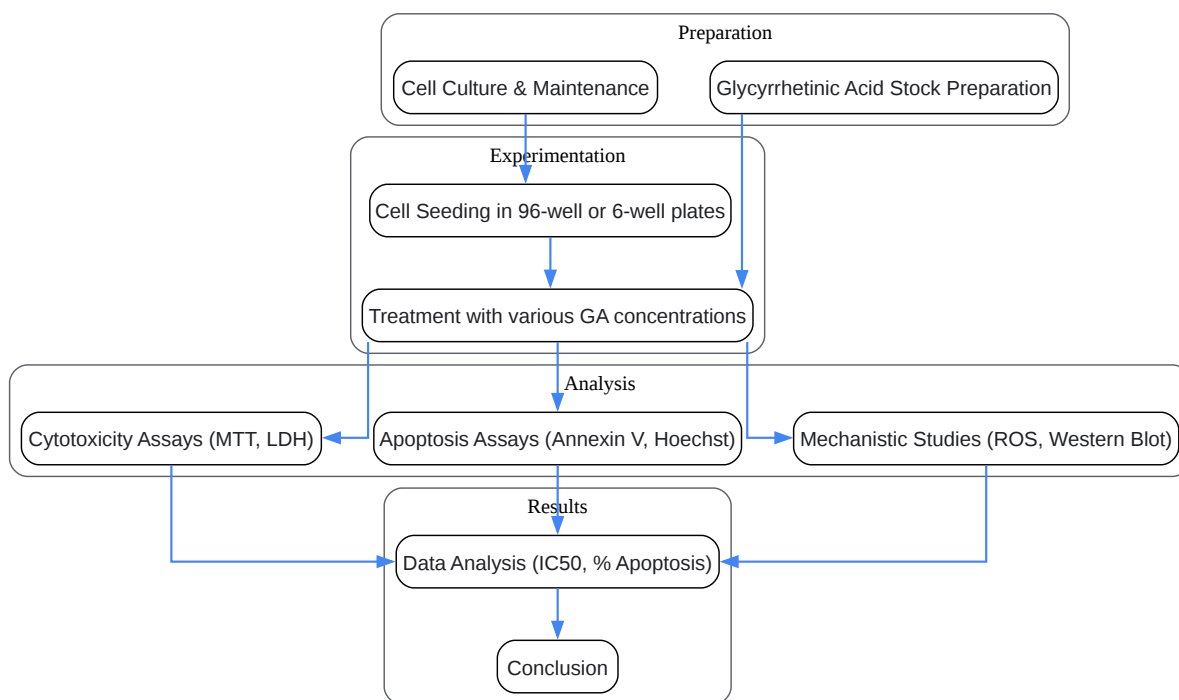 Preparation
Cell Culture & Maintenance
Glycyrrhetinic Acid Stock Preparation
Experimentation
Cell Seeding in 96-well or 6-well plates
Treatment with various GA concentrations
Analysis
Cytotoxicity Assays (MTT, LDH)
Apoptosis Assays (Annexin V, Hoechst)
Mechanistic Studies (ROS, Western Blot)
Results
Data Analysis (IC50, % Apoptosis)
Conclusion